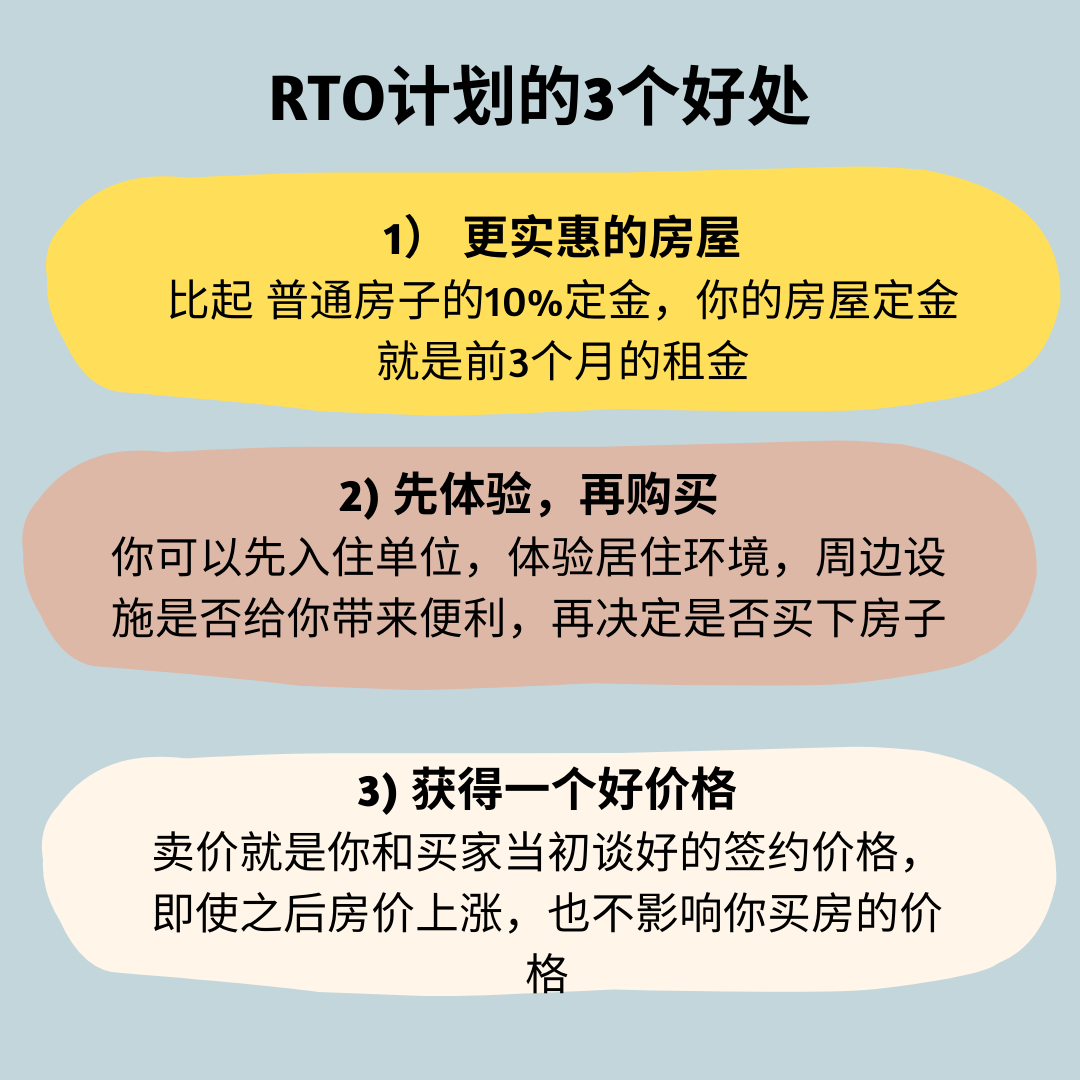 RTO计划的3个好处
1） 更实惠的房屋
比起 普通房子的10%定金，你的房屋定金
就是前3个月的租金
2) 先体验，再购买
你可以先入住单位，体验居住环境，周边设
施是否给你带来便利，再决定是否买下房子
3) 获得一个好价格
卖价就是你和买家当初谈好的签约价格，
即使之后房价上涨，也不影响你买房的价
格